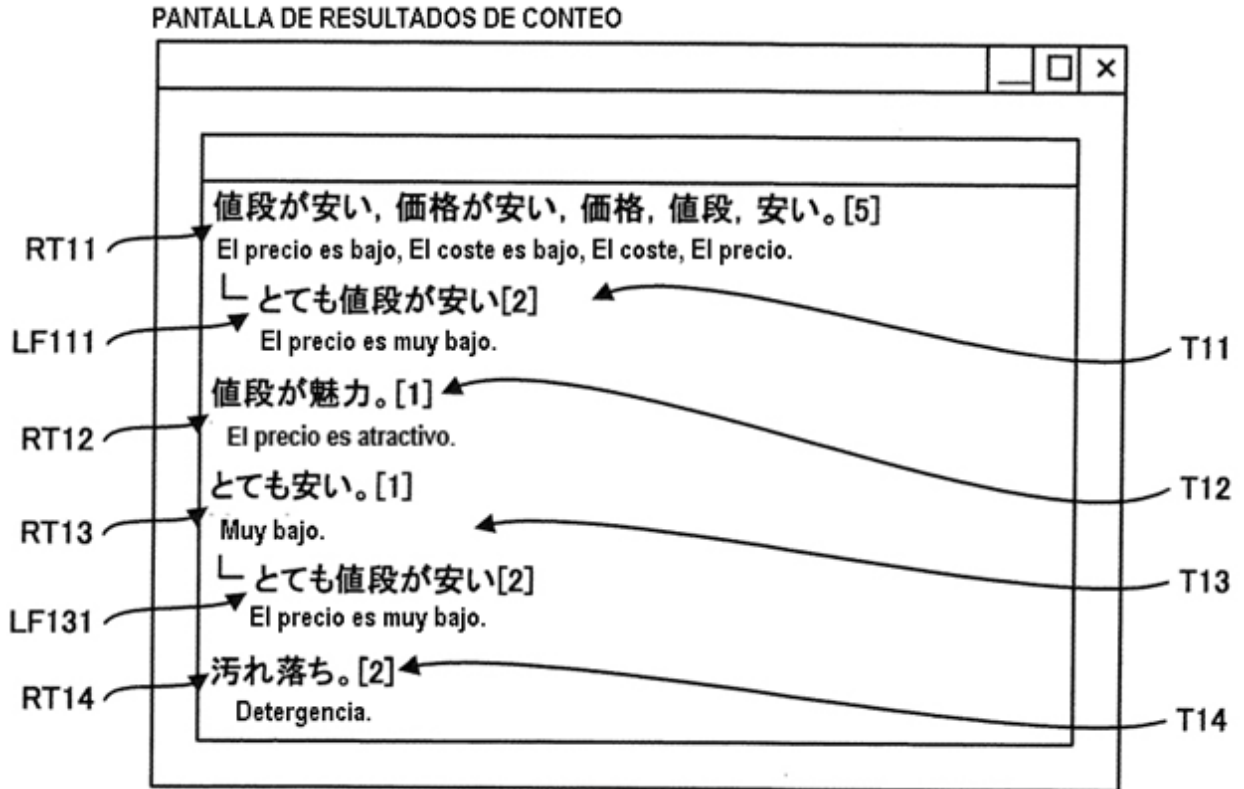 PANTALLA DE RESULTADOS DE CONTEO
値段が安い, 価格が安い, 価格, 値段, 安い。[5]
RT11
El precio es bajo, El coste es bajo, El coste, El precio.
とても値段が安い[2]
LF111
El precio es muy bajo.
T11
値段が魅力。[1]
RT12
El precio es atractivo.
とても安い。[1]
T12
RT13
Muy bajo.
とても値段が安い[2]
T13
LF131
El precio es muy bajo.
汚れ落ち。[2]
RT14
Detergencia.
T14